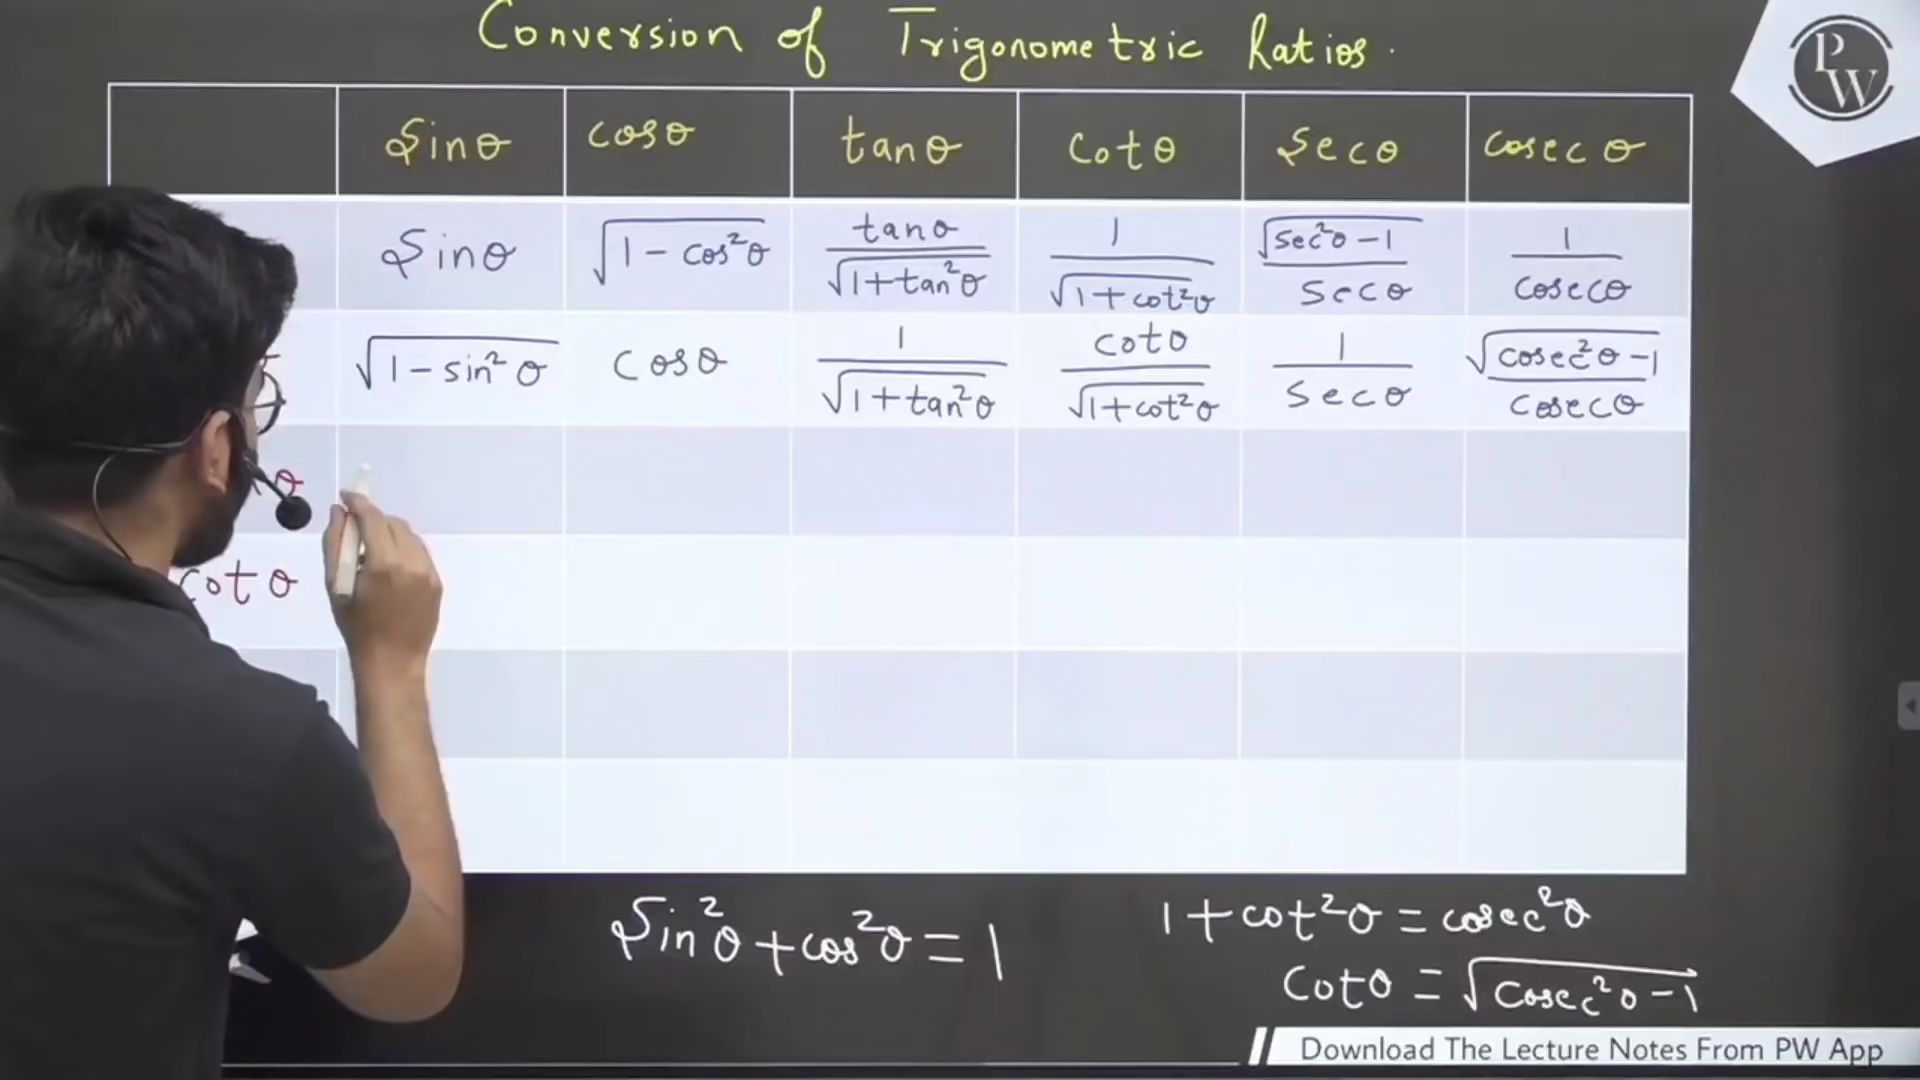 Conversion of Trigonometric Ratios.
PW
Sinθ cosθ tanθ Cotθ Secθ cosecθ
Sinθ √(1 - cos²θ) tanθ/√(1+tan²θ) 1/√(1+cot²θ) √(sec²θ-1)/secθ 1/cosecθ
√(1-sin²θ) cosθ 1/√(1+tan²θ) cotθ/√(1+cot²θ) 1/secθ √(cosec²θ-1)/cosecθ
θ
cotθ
Sin²θ+cos²θ=1
1+cot²θ=cosec²θ
cotθ = √(cosec²θ-1)
Download The Lecture Notes From PW App